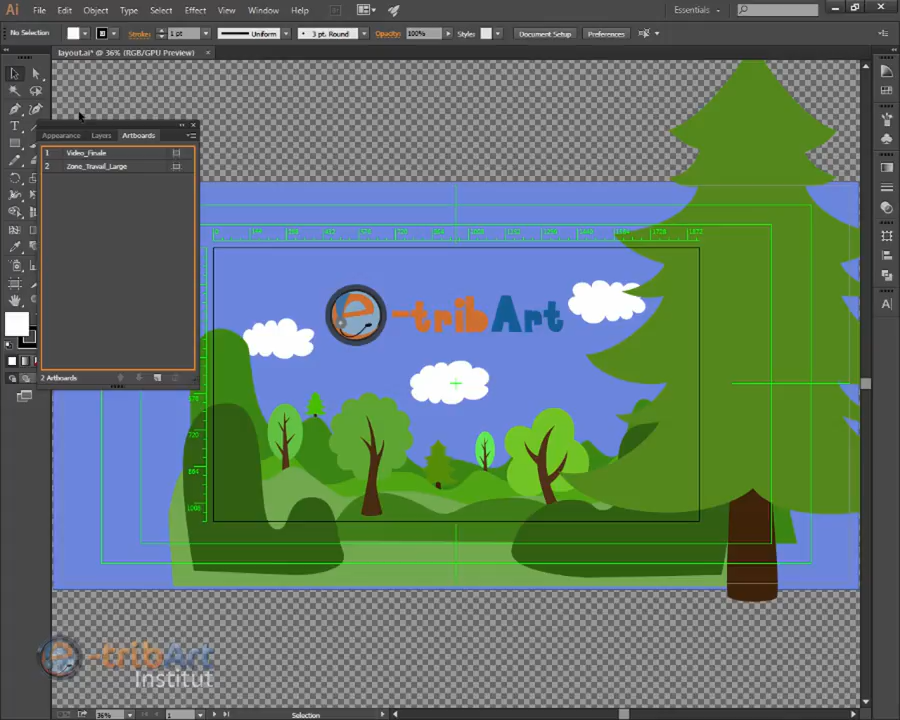 Ai File Edit Object Type Select Effect View Window Help Essentials
No Selection Stroke: 1 pt Uniform 3 pt. Round Opacity: 100% Style: Document Setup Preferences
layout.ai* @ 36% (RGB/GPU Preview)
Appearance Layers Artboards
1 Video_Finale
2 Zone_Travail_Large
2 Artboards
e-tribArt
e-tribArt
Institut
36% 1 Selection